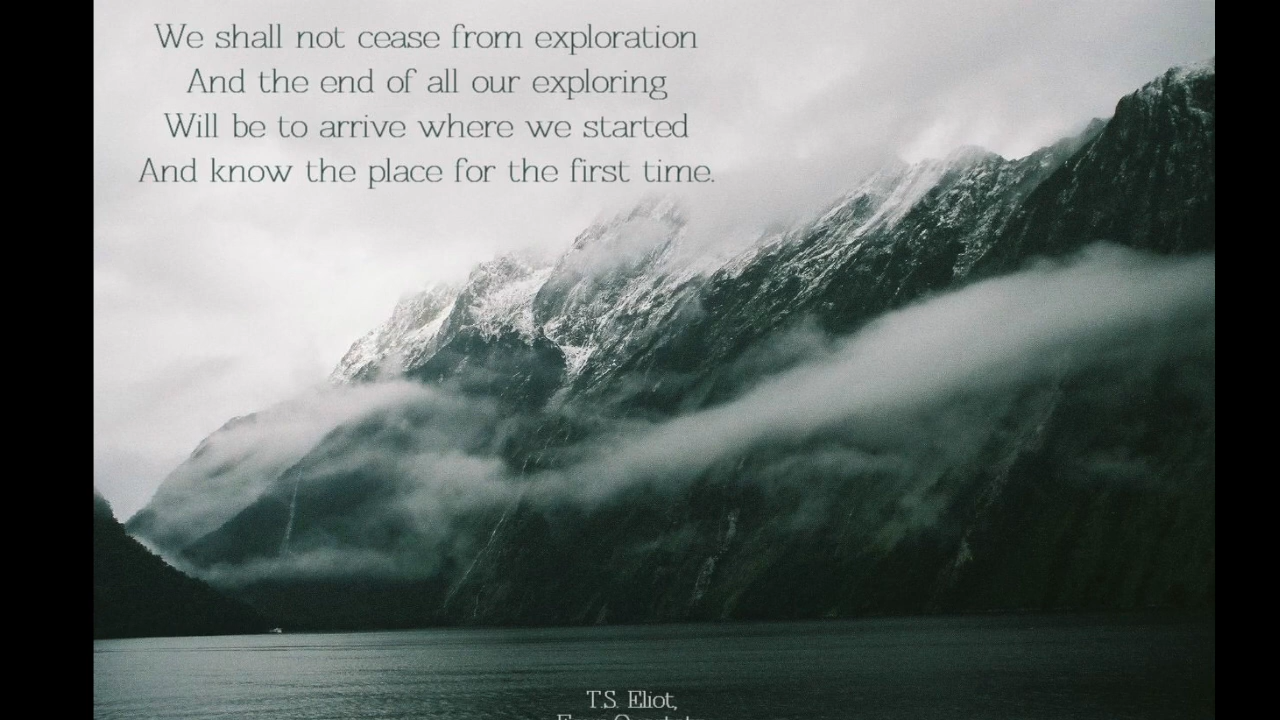 We shall not cease from exploration
And the end of all our exploring
Will be to arrive where we started
And know the place for the first time.
T.S. Eliot,